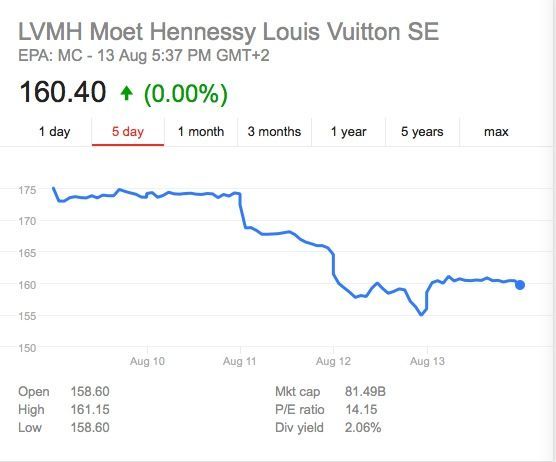 LVMH Moet Hennessy Louis Vuitton SE
EPA: MC - 13 Aug 5:37 PM GMT+2
160.40 (0.00%)
1 day 5 day 1 month 3 months 1 year 5 years max
175
170
165
160
155
150
Aug 10 Aug 11 Aug 12 Aug 13
Open 158.60 Mkt cap 81.49B
High 161.15 P/E ratio 14.15
Low 158.60 Div yield 2.06%